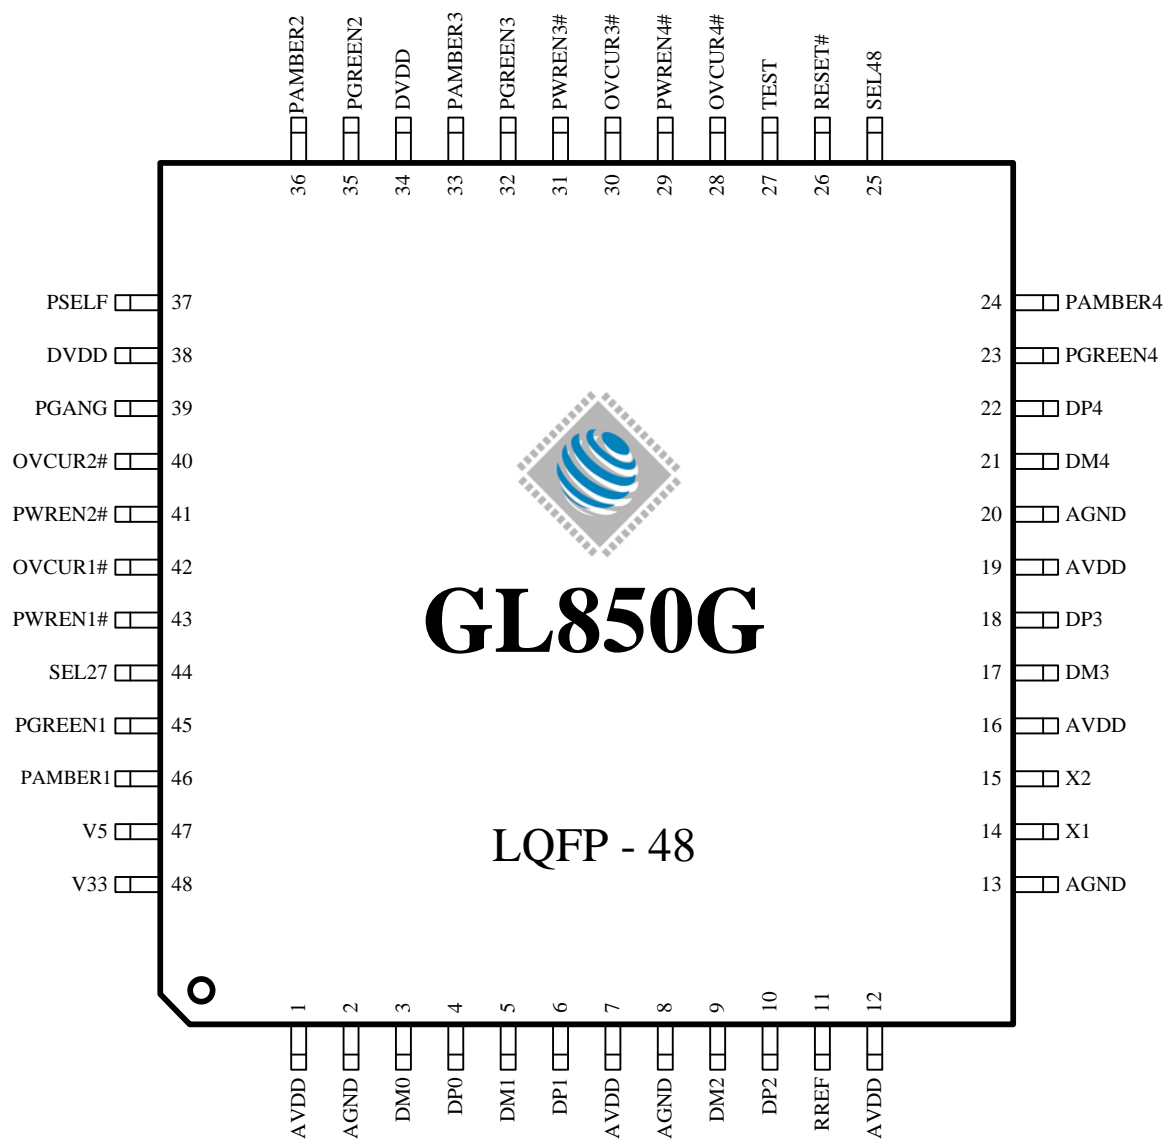 PAMBER2
PGREEN2
DVDD
PAMBER3
PGREEN3
PWREN3#
OVCUR3#
PWREN4#
OVCUR4#
TEST
RESET#
SEL48
36
35
34
33
32
31
30
29
28
27
26
25
PSELF 37
DVDD 38
PGANG 39
OVCUR2# 40
PWREN2# 41
OVCUR1# 42
PWREN1# 43
SEL27 44
PGREEN1 45
PAMBER1 46
V5 47
V33 48
24 PAMBER4
23 PGREEN4
22 DP4
21 DM4
20 AGND
19 AVDD
18 DP3
17 DM3
16 AVDD
15 X2
14 X1
13 AGND
GL850G
LQFP - 48
1
2
3
4
5
6
7
8
9
10
11
12
AVDD
AGND
DM0
DP0
DM1
DP1
AVDD
AGND
DM2
DP2
RREF
AVDD